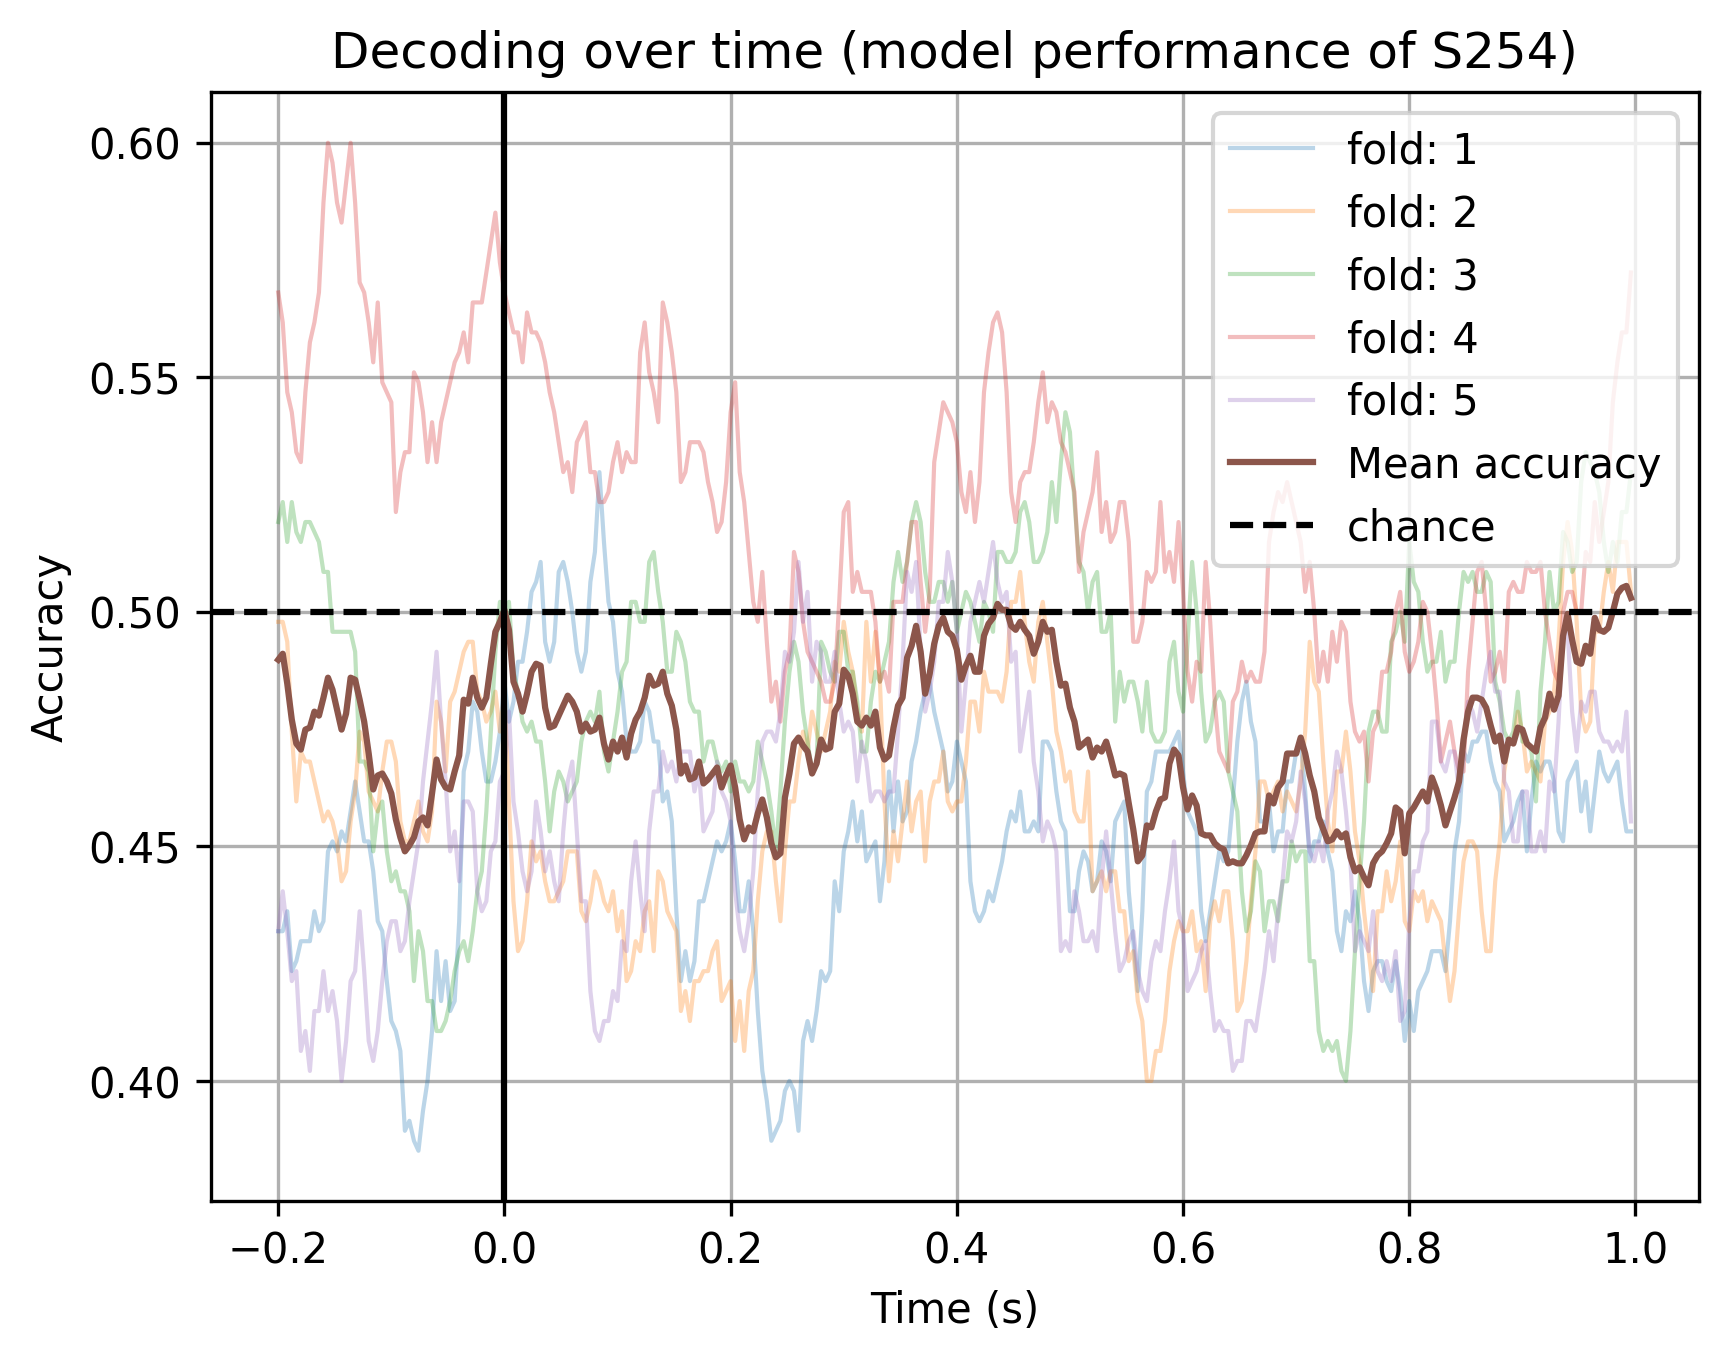 Decoding over time (model performance of S254)
0.60
0.55
0.50
0.45
0.40
Accuracy
fold: 1
fold: 2
fold: 3
fold: 4
fold: 5
Mean accuracy
chance
−0.2 0.0 0.2 0.4 0.6 0.8 1.0
Time (s)